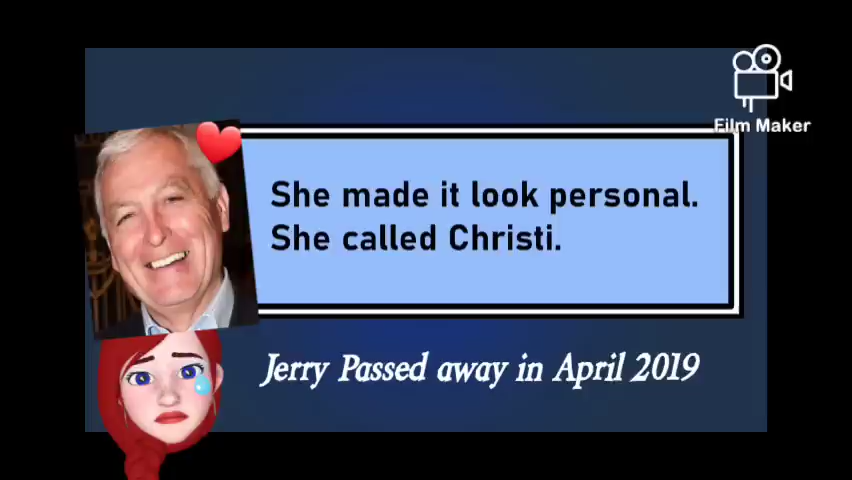 Film Maker
She made it look personal.
She called Christi.
Jerry Passed away in April 2019